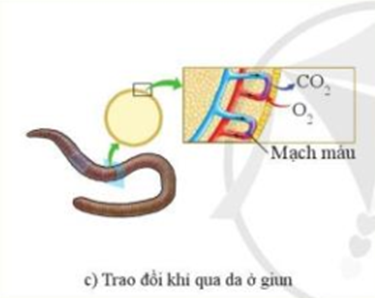 CO2
O2
Mạch máu
c) Trao đổi khí qua da ở giun